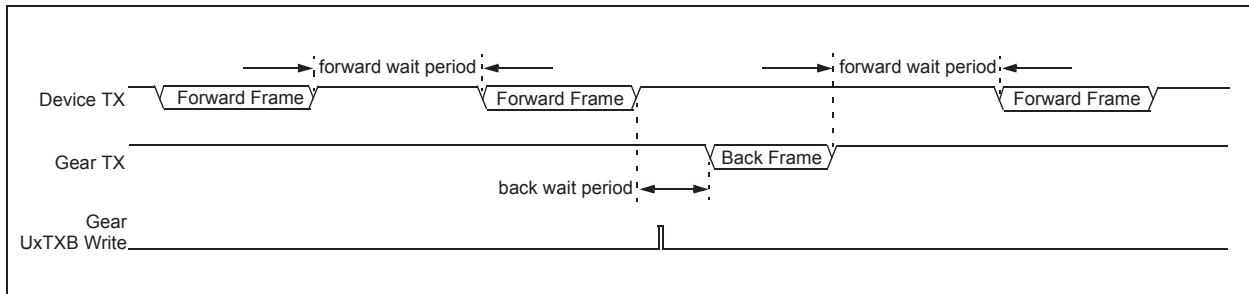 forward wait period
forward wait period
Device TX
Forward Frame
Forward Frame
Forward Frame
Gear TX
Back Frame
back wait period
Gear
UxTXB Write